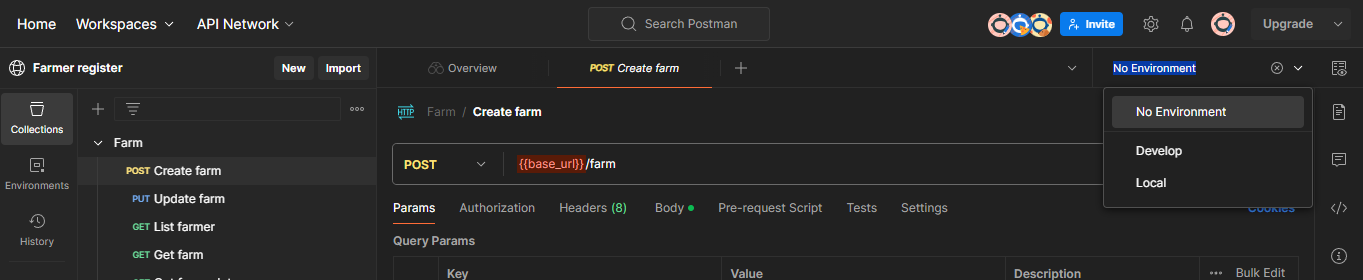 Home Workspaces API Network Search Postman Invite Upgrade
Farmer register New Import Overview POST Create farm No Environment
Collections
Environments
History
Farm
POST Create farm
PUT Update farm
GET List farmer
GET Get farm
HTTP Farm / Create farm
POST {{base_url}}/farm
Params Authorization Headers (8) Body Pre-request Script Tests Settings Cookies
Query Params
Key Value Description Bulk Edit
No Environment
Develop
Local